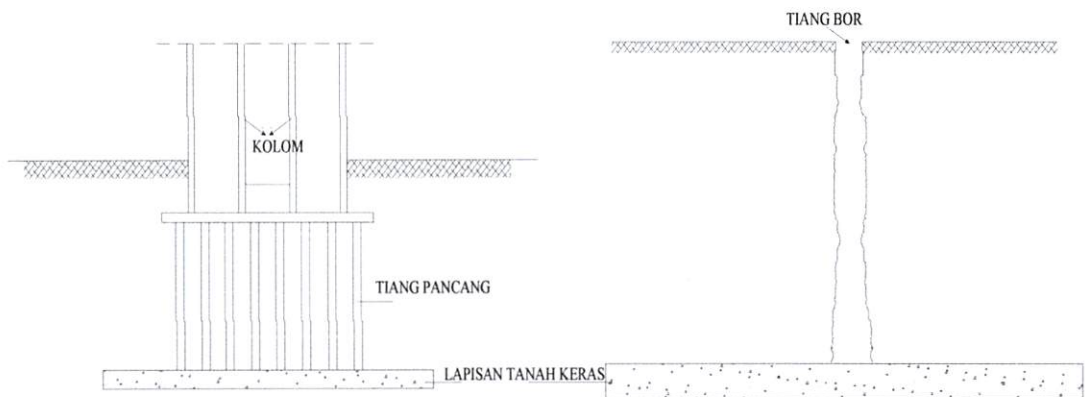 TIANG BOR
KOLOM
TIANG PANCANG
LAPISAN TANAH KERAS